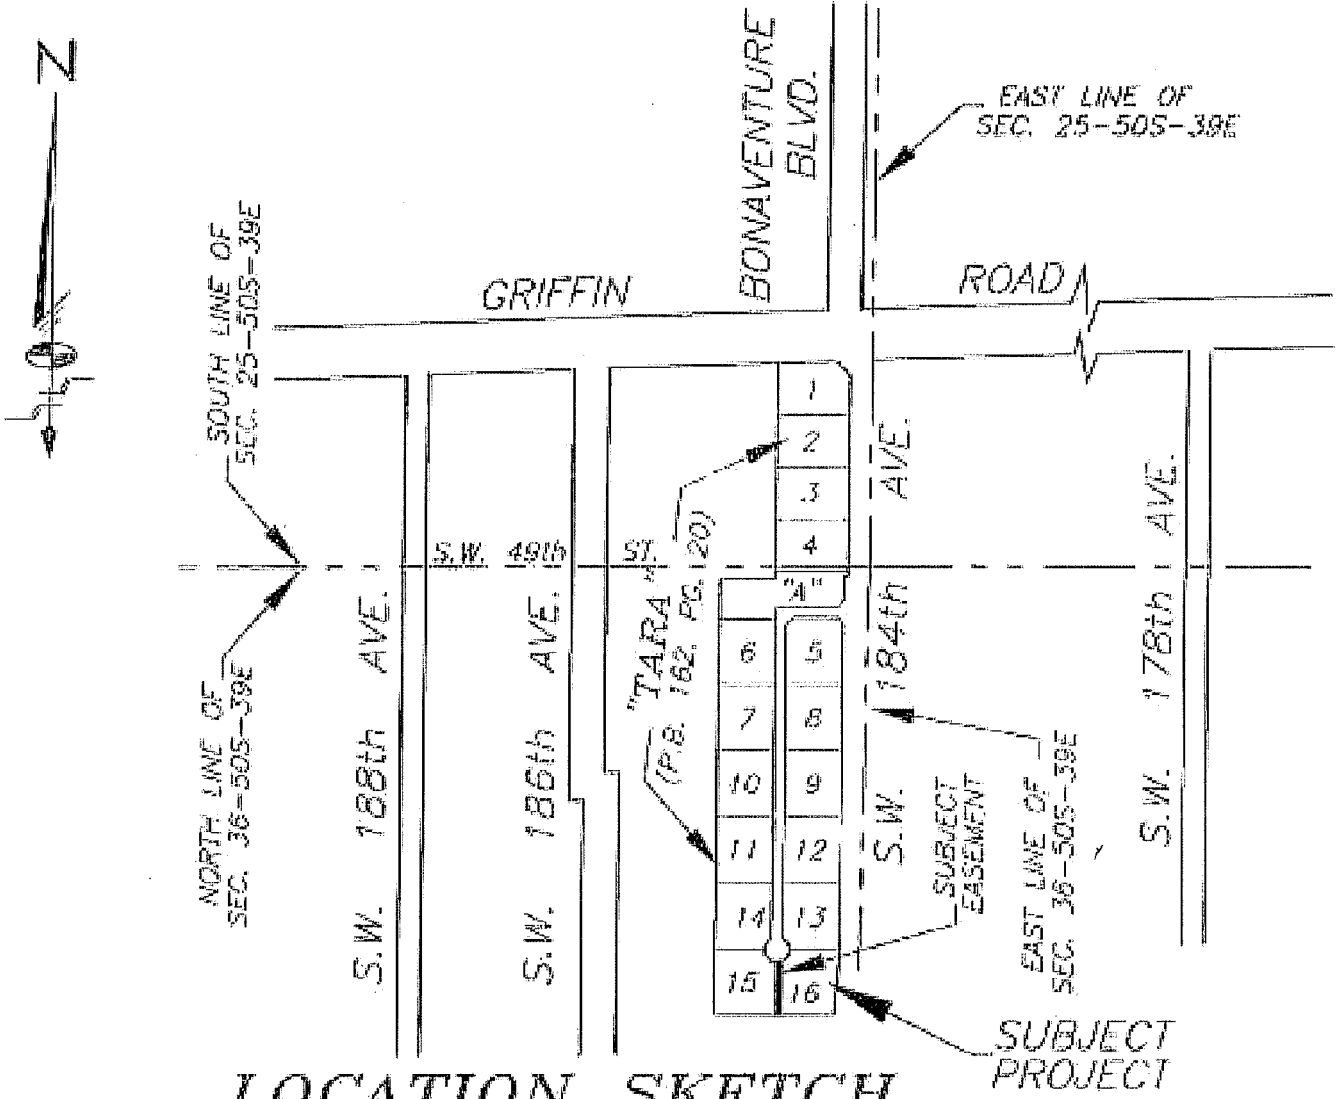 N
BONAVENTURE
BLVD.
EAST LINE OF
SEC. 25-50S-39E
SOUTH LINE OF
SEC. 25-50S-39E
GRIFFIN
ROAD
1
2
3
4
"A"
S.W. 49th ST.
"TARA"
(P.B. 162, PG. 20)
S.W. 184th AVE.
S.W. 178th AVE.
S.W. 188th AVE.
S.W. 186th AVE.
NORTH LINE OF
SEC. 36-50S-39E
6
5
7
8
10
9
11
12
14
13
15
16
SUBJECT
EASEMENT
EAST LINE OF
SEC. 36-50S-39E
SUBJECT
PROJECT
LOCATION SKETCH